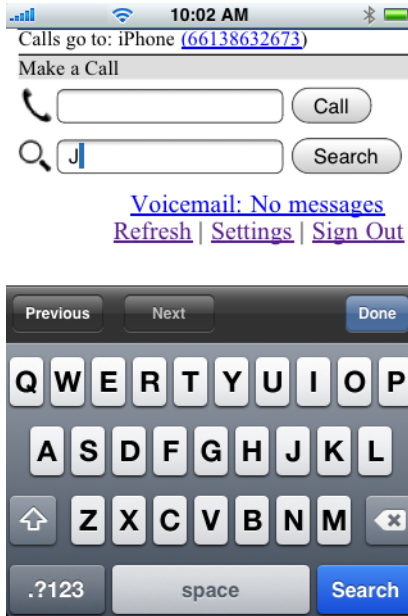 10:02 AM
Calls go to: iPhone (66138632673)
Make a Call
Call
J Search
Voicemail: No messages
Refresh | Settings | Sign Out
Previous Next Done
Q W E R T Y U I O P
A S D F G H J K L
Z X C V B N M
.?123 space Search